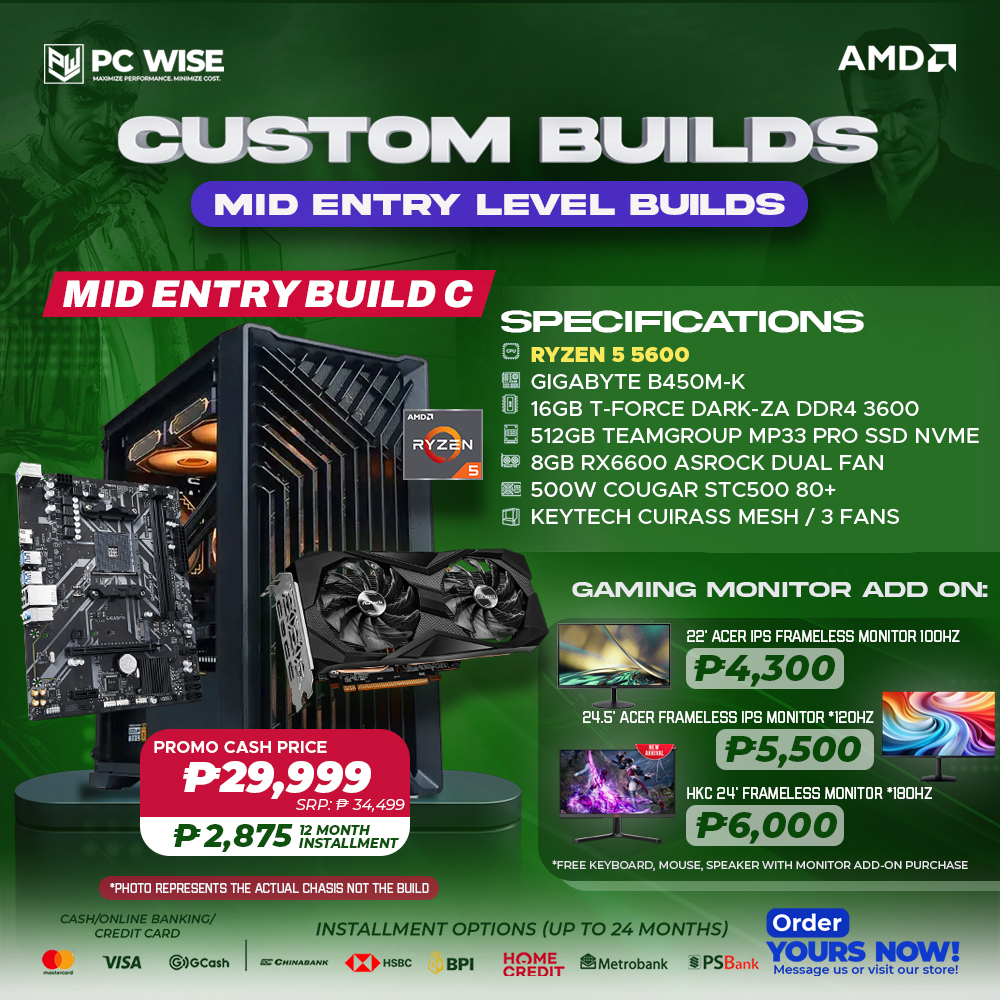 PC WISE
MAXIMIZE PERFORMANCE. MINIMIZE COST.
AMD
CUSTOM BUILDS
MID ENTRY LEVEL BUILDS
MID ENTRY BUILD C
SPECIFICATIONS
CPU
RYZEN 5 5600
GIGABYTE B450M-K
16GB T-FORCE DARK-ZA DDR4 3600
512GB TEAMGROUP MP33 PRO SSD NVME
8GB RX6600 ASROCK DUAL FAN
500W COUGAR STC500 80+
KEYTECH CUIRASS MESH / 3 FANS
AMD
RYZEN
5
GAMING MONITOR ADD ON:
22' ACER IPS FRAMELESS MONITOR 100HZ
₱4,300
24.5' ACER FRAMELESS IPS MONITOR *120HZ
₱5,500
NEW
ARRIVAL
HKC 24' FRAMELESS MONITOR *180HZ
₱6,000
*FREE KEYBOARD, MOUSE, SPEAKER WITH MONITOR ADD-ON PURCHASE
PROMO CASH PRICE
₱29,999
SRP: ₱ 34,499
₱2,875 12 MONTH
INSTALLMENT
*PHOTO REPRESENTS THE ACTUAL CHASIS NOT THE BUILD
CASH/ONLINE BANKING/
CREDIT CARD
mastercard
VISA
GCash
INSTALLMENT OPTIONS (UP TO 24 MONTHS)
CHINABANK
HSBC
BPI
HOME
CREDIT
Metrobank
PSBank
Order
YOURS NOW!
Message us or visit our store!